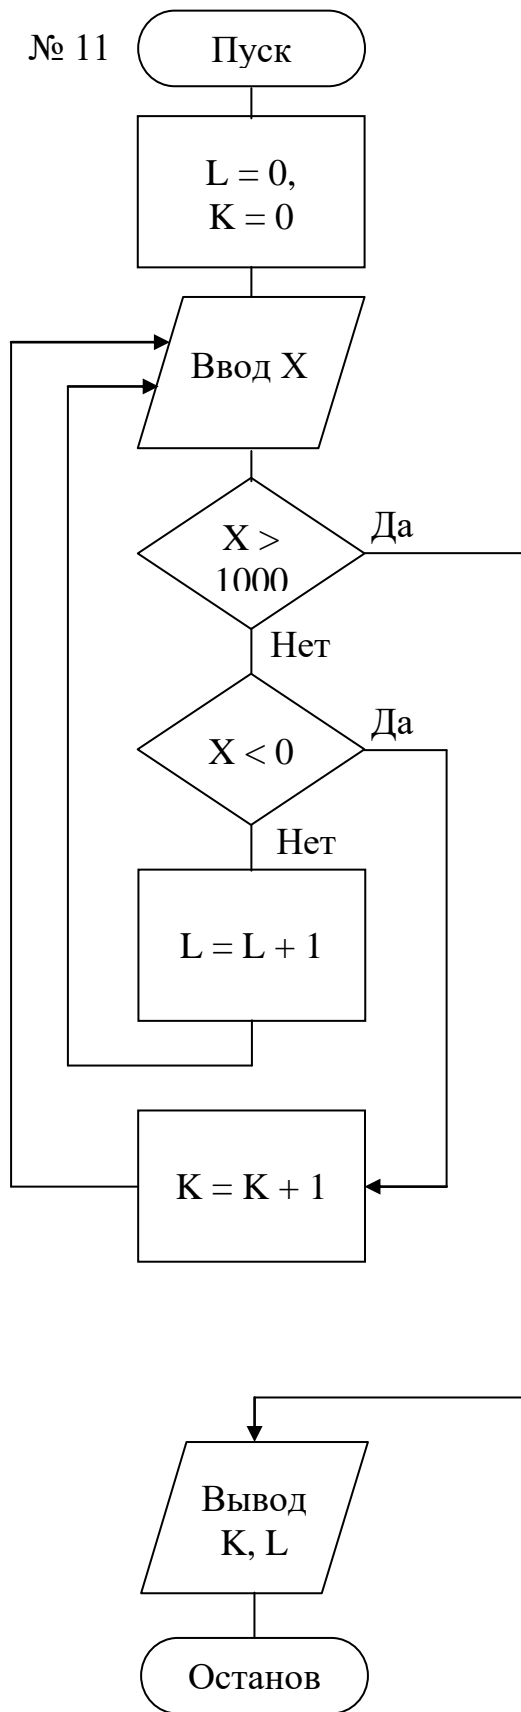 № 11
Пуск
L = 0,
K = 0
Ввод X
X >
1000
Да
Нет
X < 0
Да
Нет
L = L + 1
K = K + 1
Вывод
K, L
Останов